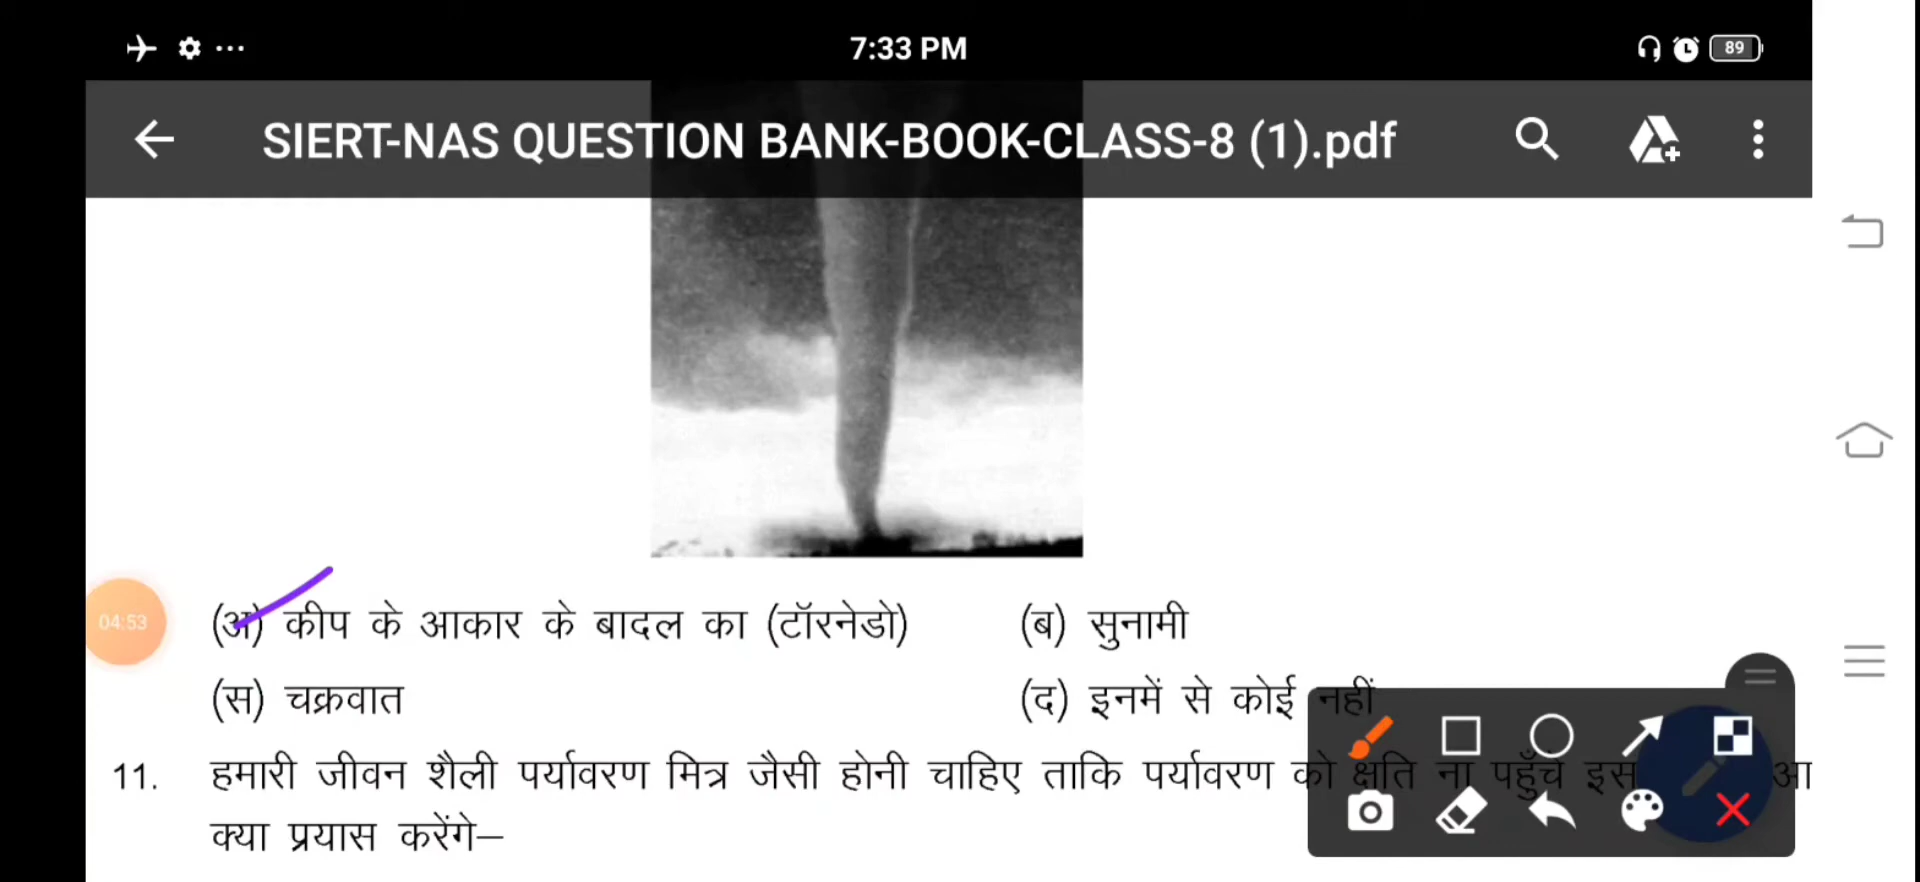 7:33 PM
89
SIERT-NAS QUESTION BANK-BOOK-CLASS-8 (1).pdf
04:53
(अ) कीप के आकार के बादल का (टॉरनेडो) (ब) सुनामी
(स) चक्रवात (द) इनमें से कोई नहीं
11. हमारी जीवन शैली पर्यावरण मित्र जैसी होनी चाहिए ताकि पर्यावरण को क्षति ना पहुँचे इस
क्या प्रयास करेंगे–